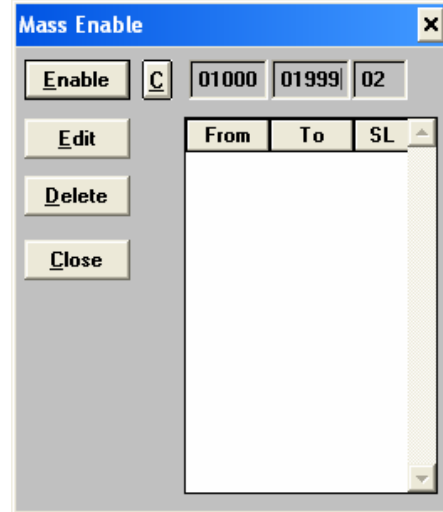 Mass Enable
Enable C 01000 01999 02
Edit
From To SL
Delete
Close